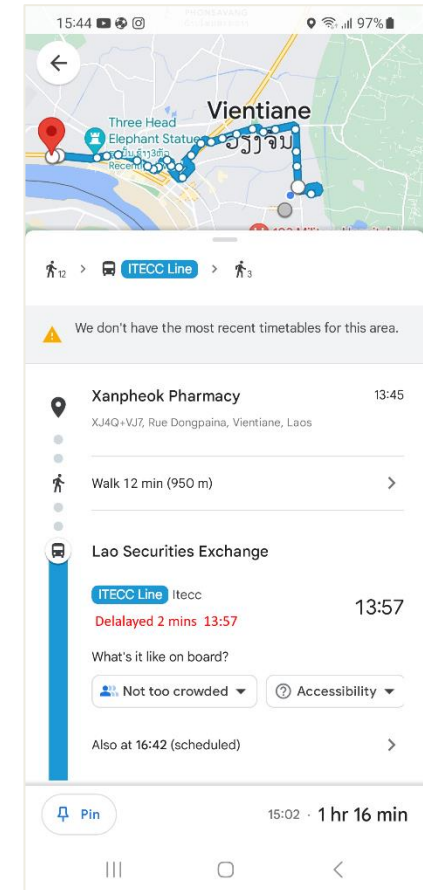 15:44
97%
Vientiane
ວຽງຈັນ
Three Head
Elephant Statue
Recen
ITECC Line
12
3
We don't have the most recent timetables for this area.
Xanpheok Pharmacy
13:45
XJ4Q+VJ7, Rue Dongpaina, Vientiane, Laos
Walk 12 min (950 m)
Lao Securities Exchange
ITECC Line Itecc
13:57
Delalayed 2 mins 13:57
What's it like on board?
Not too crowded
Accessibility
Also at 16:42 (scheduled)
Pin
15:02 · 1 hr 16 min